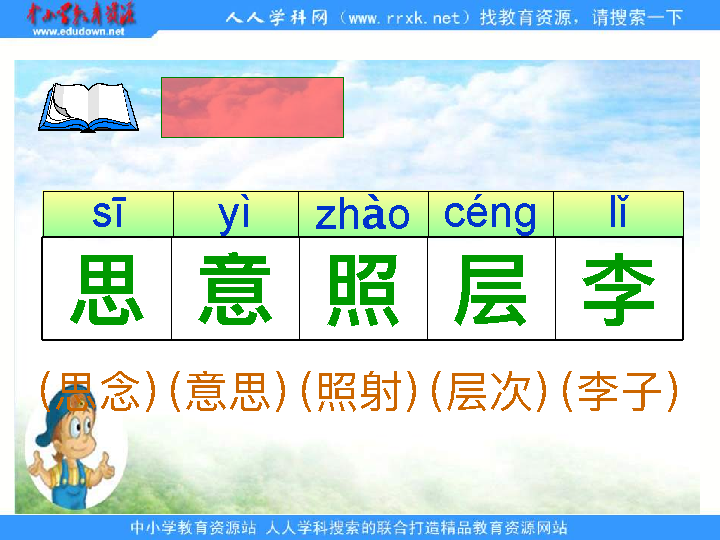 中小学教育资源
www.edudown.net
人人学科网（www.rrxk.net）找教育资源，请搜索一下
sī yì zhào céng lǐ
思 意 照 层 李
(思念) (意思) (照射) (层次) (李子)
中小学教育资源站 人人学科搜索的联合打造精品教育资源网站